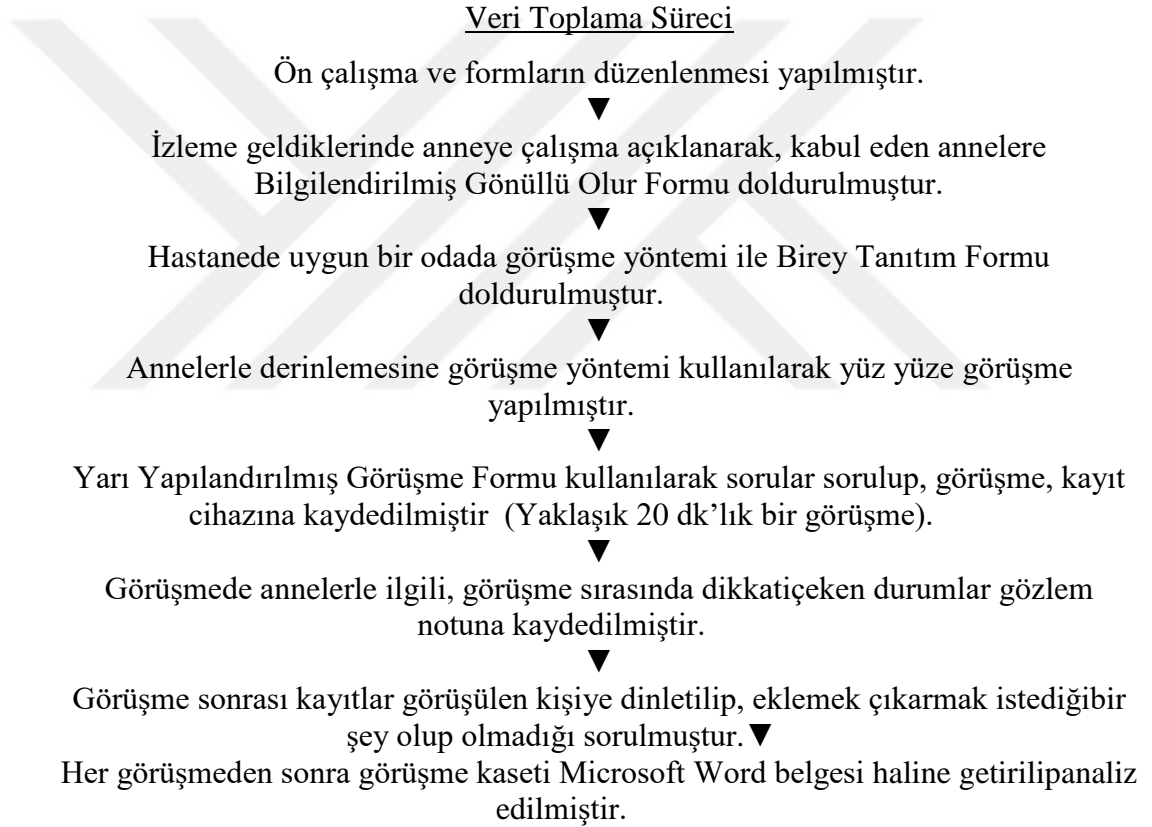 Veri Toplama Süreci
Ön çalışma ve formların düzenlenmesi yapılmıştır.
▼
İzleme geldiklerinde anneye çalışma açıklanarak, kabul eden annelere
Bilgilendirilmiş Gönüllü Olur Formu doldurulmuştur.
▼
Hastanede uygun bir odada görüşme yöntemi ile Birey Tanıtım Formu
doldurulmuştur.
▼
Annelerle derinlemesine görüşme yöntemi kullanılarak yüz yüze görüşme
yapılmıştır.
▼
Yarı Yapılandırılmış Görüşme Formu kullanılarak sorular sorulup, görüşme, kayıt
cihazına kaydedilmiştir (Yaklaşık 20 dk’lık bir görüşme).
▼
Görüşmede annelerle ilgili, görüşme sırasında dikkatiçeken durumlar gözlem
notuna kaydedilmiştir.
▼
Görüşme sonrası kayıtlar görüşülen kişiye dinletilip, eklemek çıkarmak istediğibir
şey olup olmadığı sorulmuştur.▼
Her görüşmeden sonra görüşme kaseti Microsoft Word belgesi haline getirilipanaliz
edilmiştir.